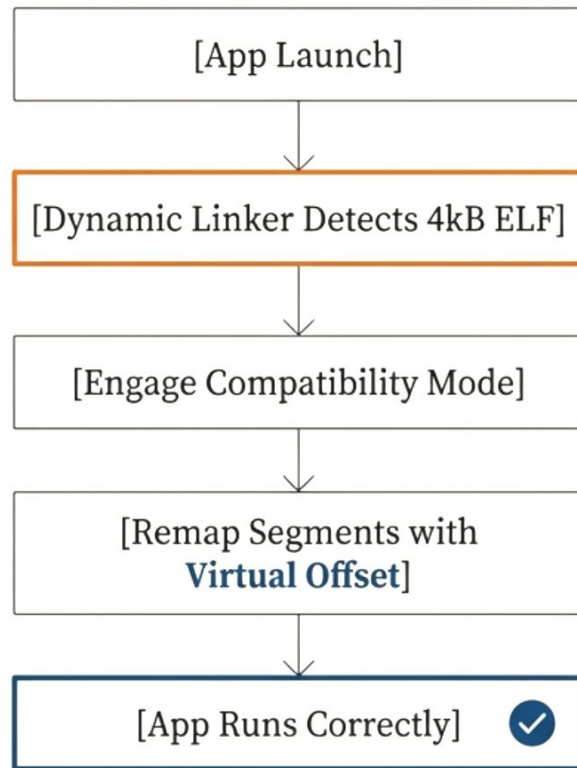 [App Launch]
[Dynamic Linker Detects 4kB ELF]
[Engage Compatibility Mode]
[Remap Segments with
Virtual Offset]
[App Runs Correctly]